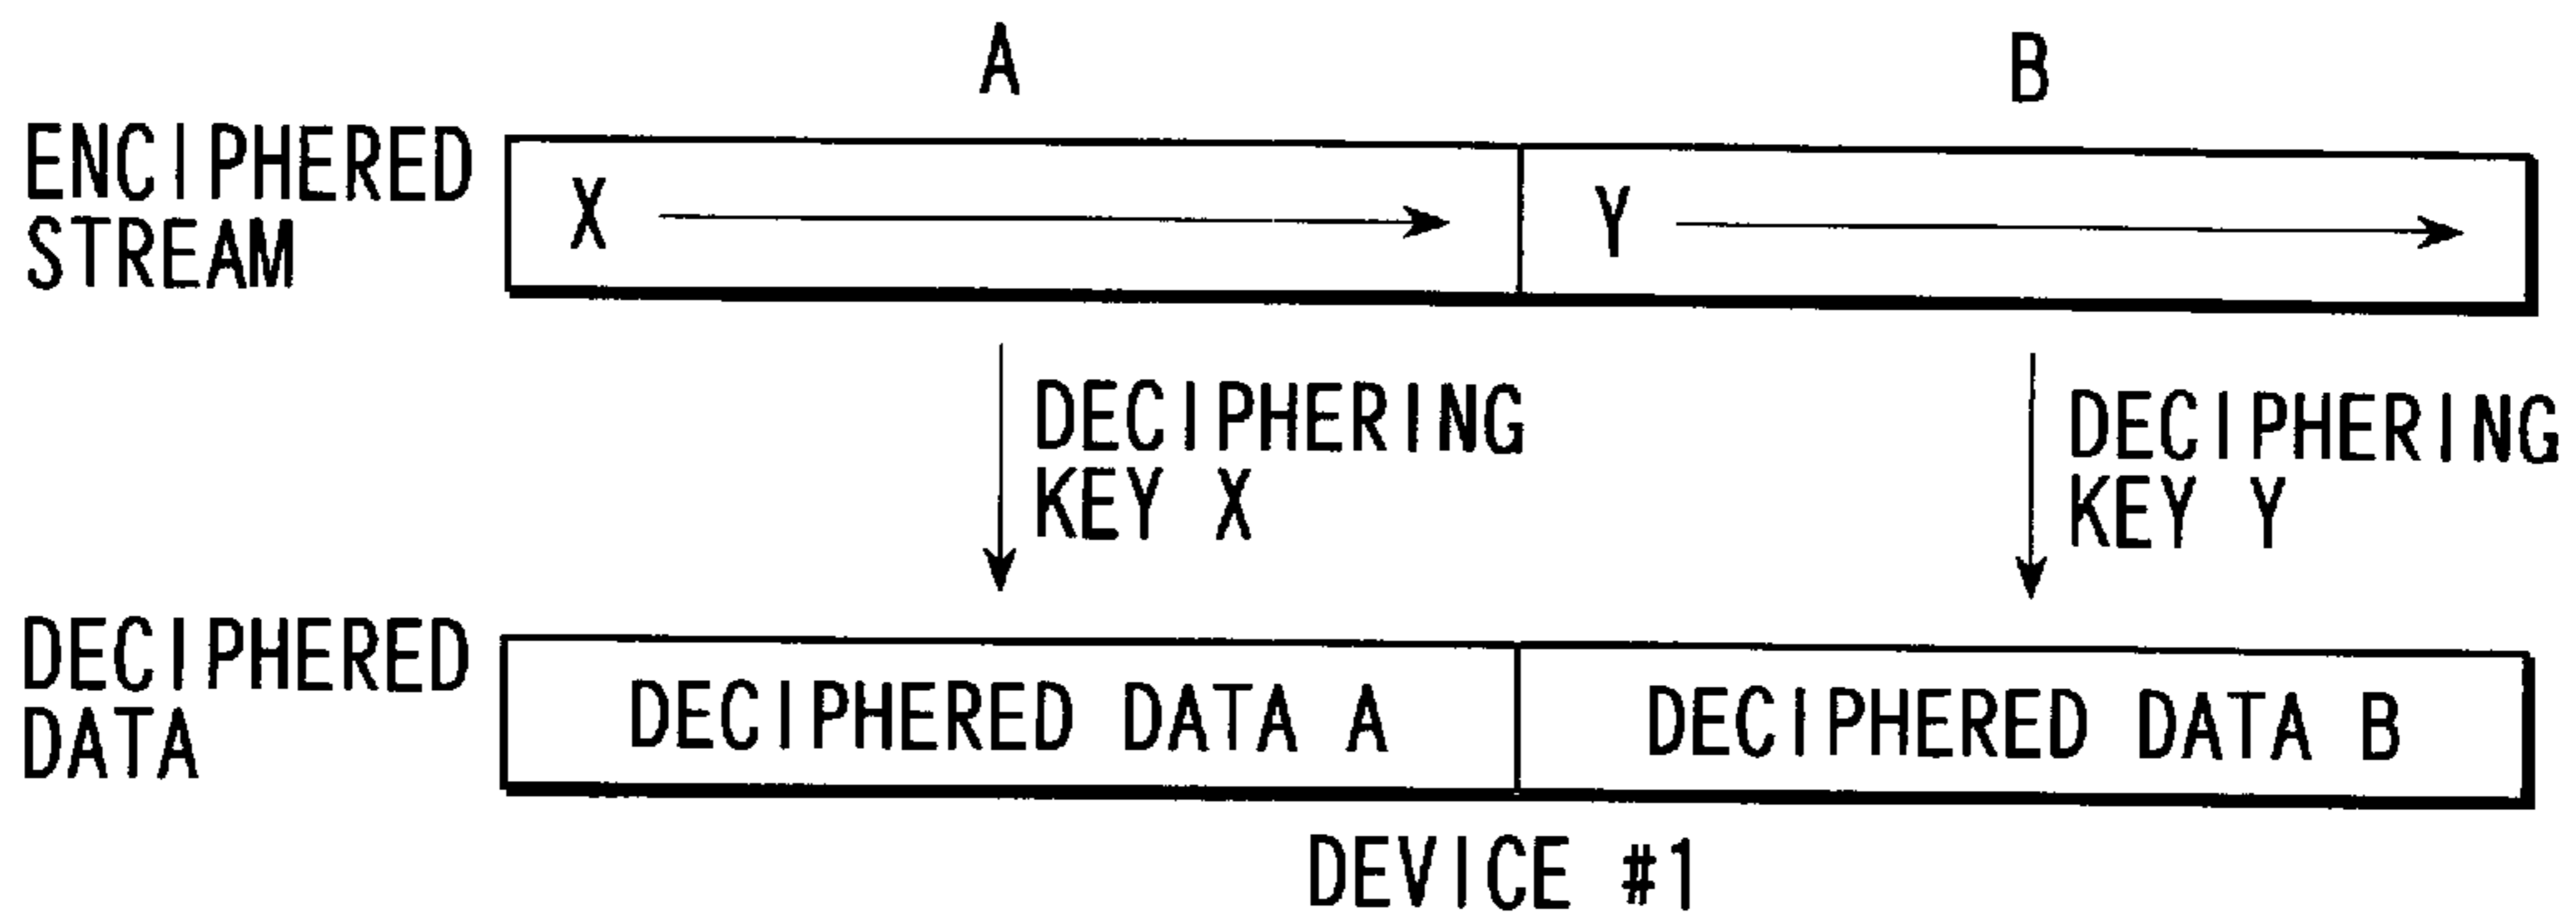 A
B
ENCIPHERED
STREAM
X
Y
DECIPHERING
KEY X
DECIPHERING
KEY Y
DECIPHERED
DATA
DECIPHERED DATA A
DECIPHERED DATA B
DEVICE #1